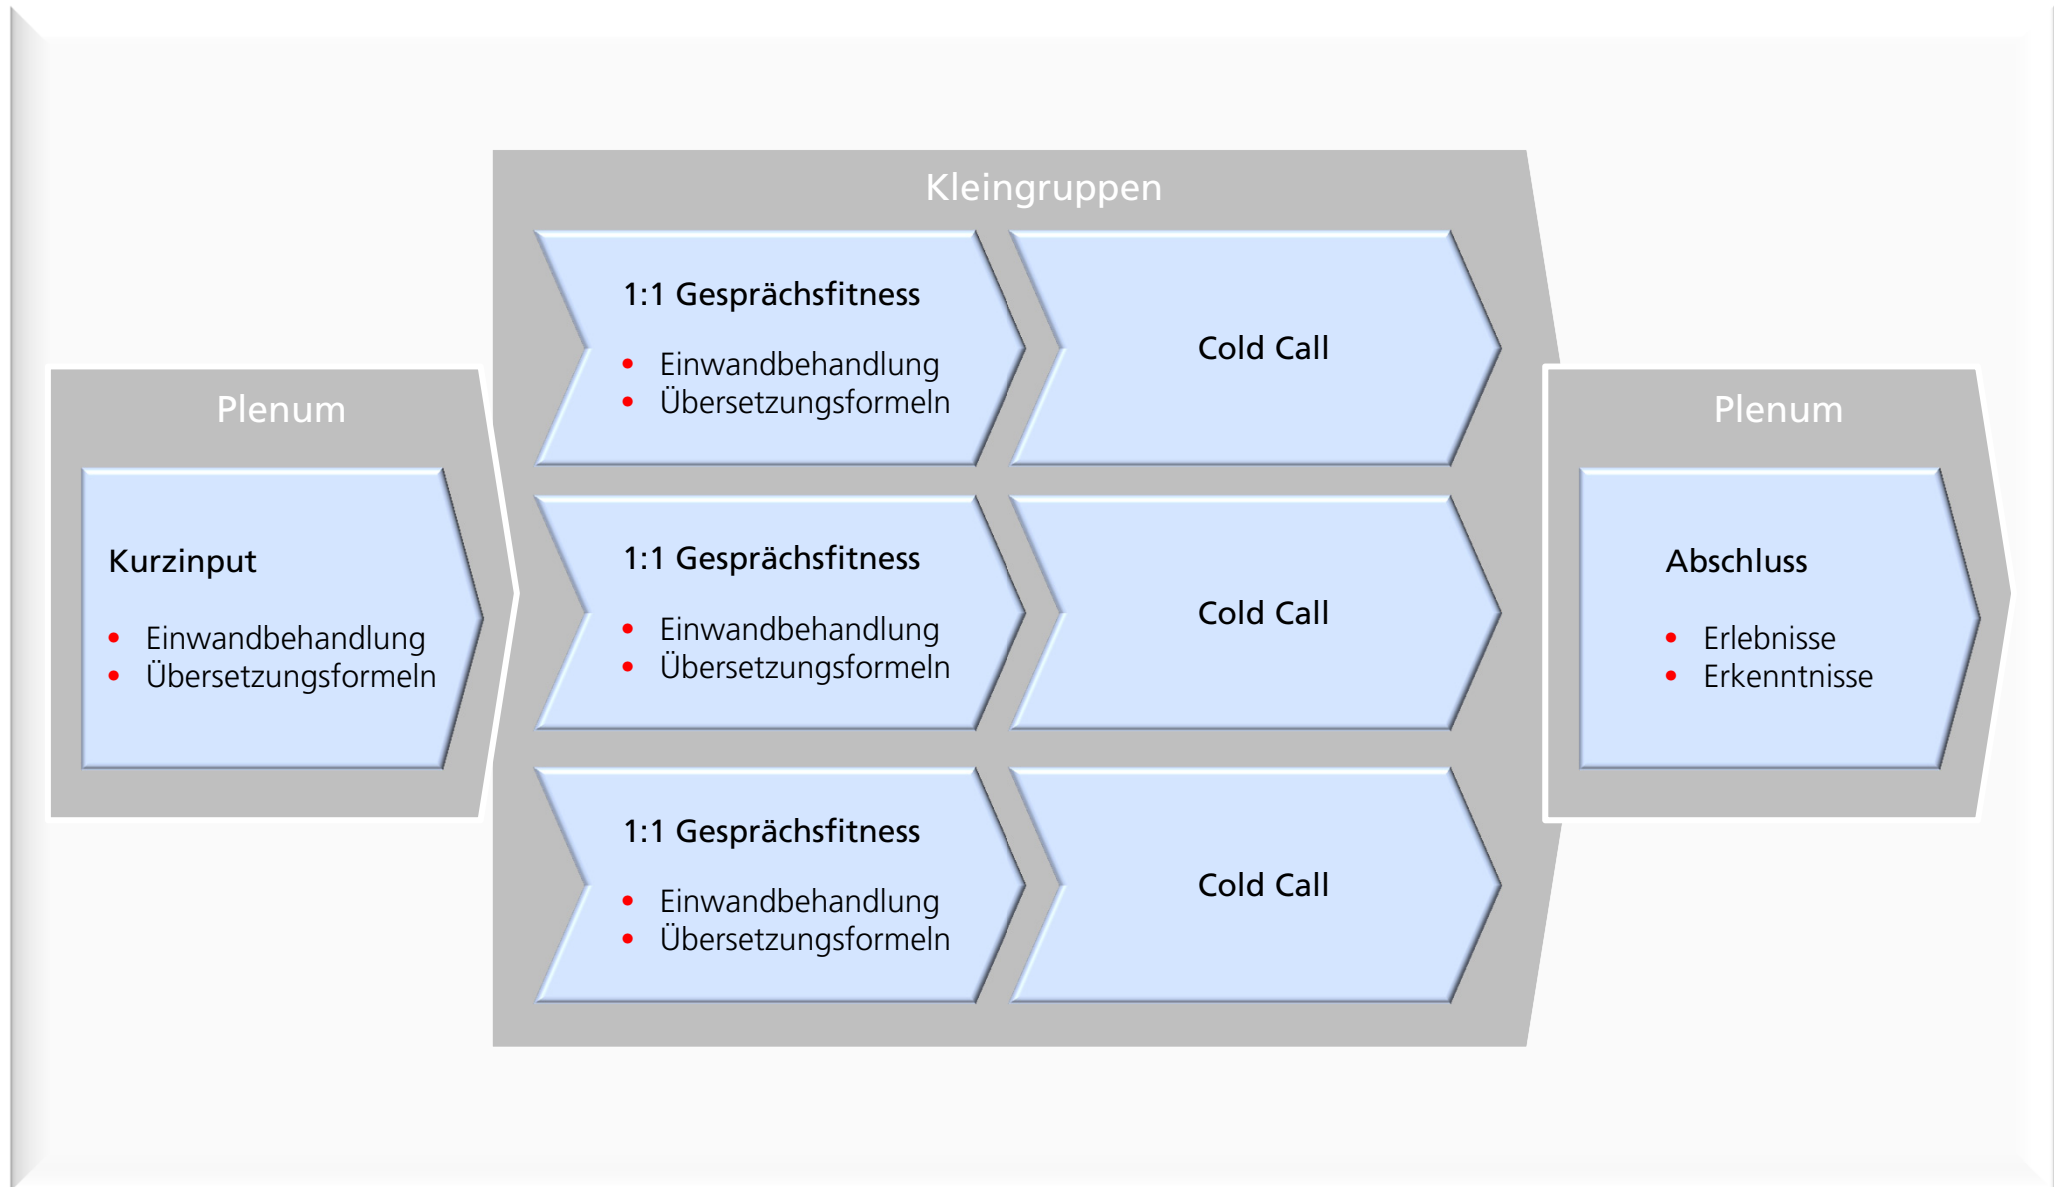 Plenum
Kurzinput
• Einwandbehandlung
• Übersetzungsformeln
Kleingruppen
1:1 Gesprächsfitness
• Einwandbehandlung
• Übersetzungsformeln
Cold Call
1:1 Gesprächsfitness
• Einwandbehandlung
• Übersetzungsformeln
Cold Call
1:1 Gesprächsfitness
• Einwandbehandlung
• Übersetzungsformeln
Cold Call
Plenum
Abschluss
• Erlebnisse
• Erkenntnisse